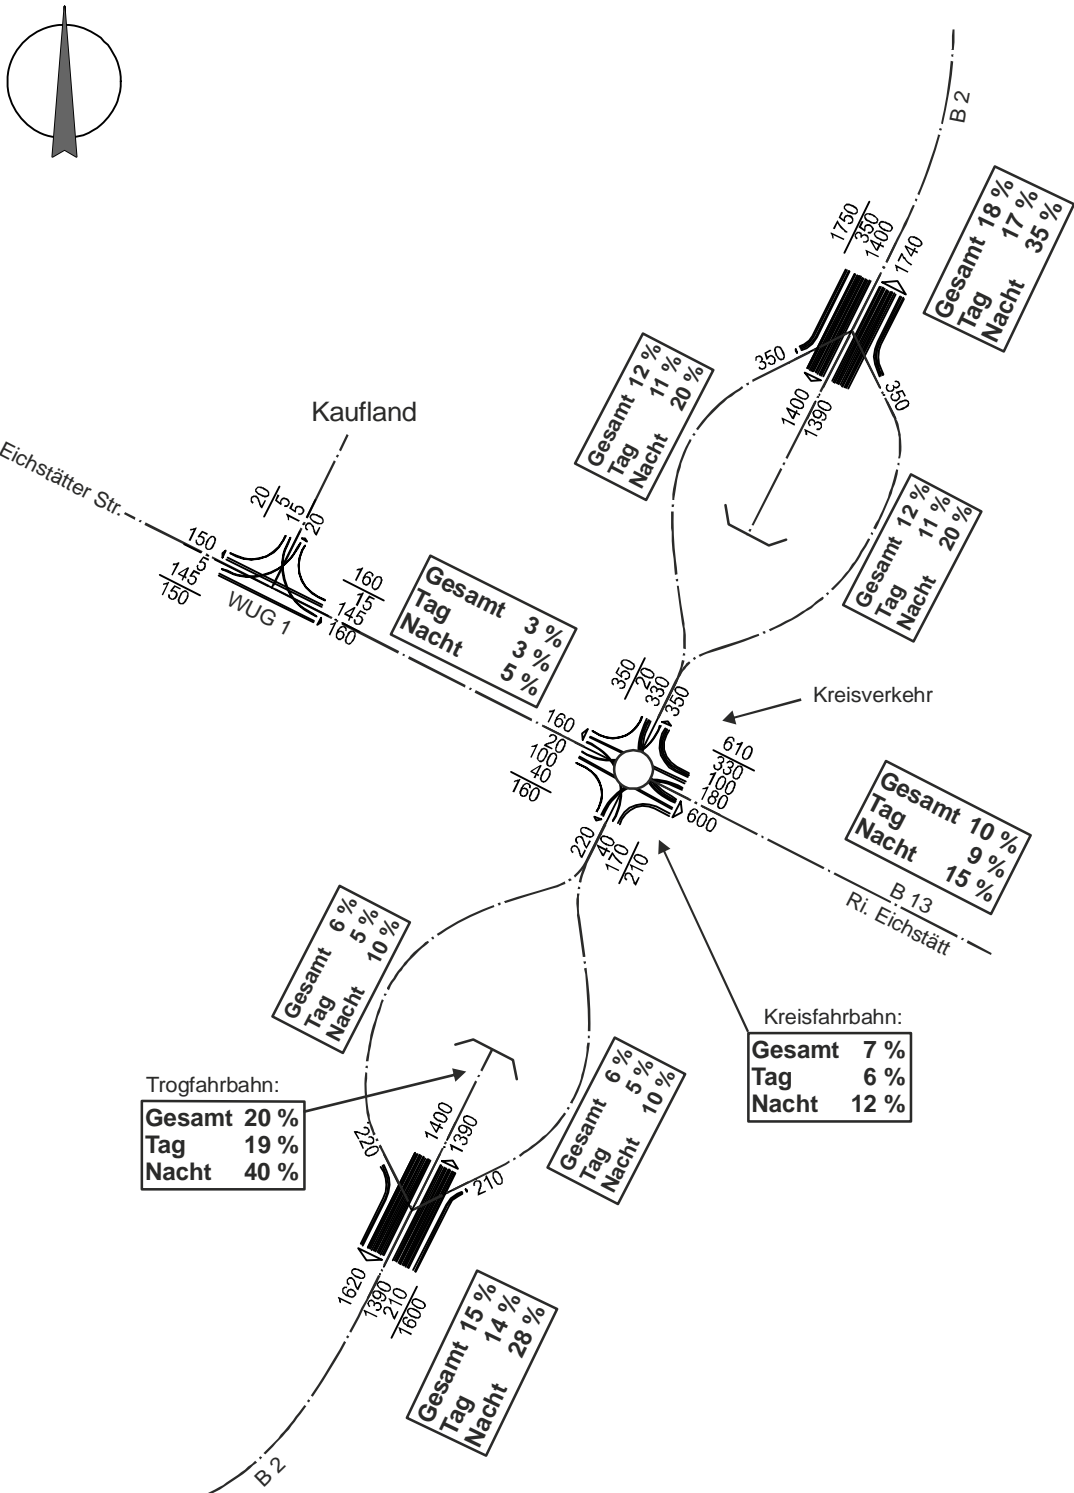 B 2
1750
350
1400
1740
Gesamt 18 %
Tag 17 %
Nacht 35 %
350
1400
1390
350
Gesamt 12 %
Tag 11 %
Nacht 20 %
Gesamt 12 %
Tag 11 %
Nacht 20 %
Kaufland
Eichstätter Str.
20
5
15
20
150
5
145
150
WUG 1
160
15
145
160
Gesamt 3 %
Tag 3 %
Nacht 5 %
350
20
330
350
Kreisverkehr
160
20
100
40
160
610
330
100
180
600
220
40
170
210
Gesamt 10 %
Tag 9 %
Nacht 15 %
B 13
Ri. Eichstätt
Gesamt 6 %
Tag 5 %
Nacht 10 %
Kreisfahrbahn:
Gesamt 7 %
Tag 6 %
Nacht 12 %
Gesamt 6 %
Tag 5 %
Nacht 10 %
Trogfahrbahn:
Gesamt 20 %
Tag 19 %
Nacht 40 %
1400
1390
220
210
1620
1390
210
1600
Gesamt 15 %
Tag 14 %
Nacht 28 %
B 2